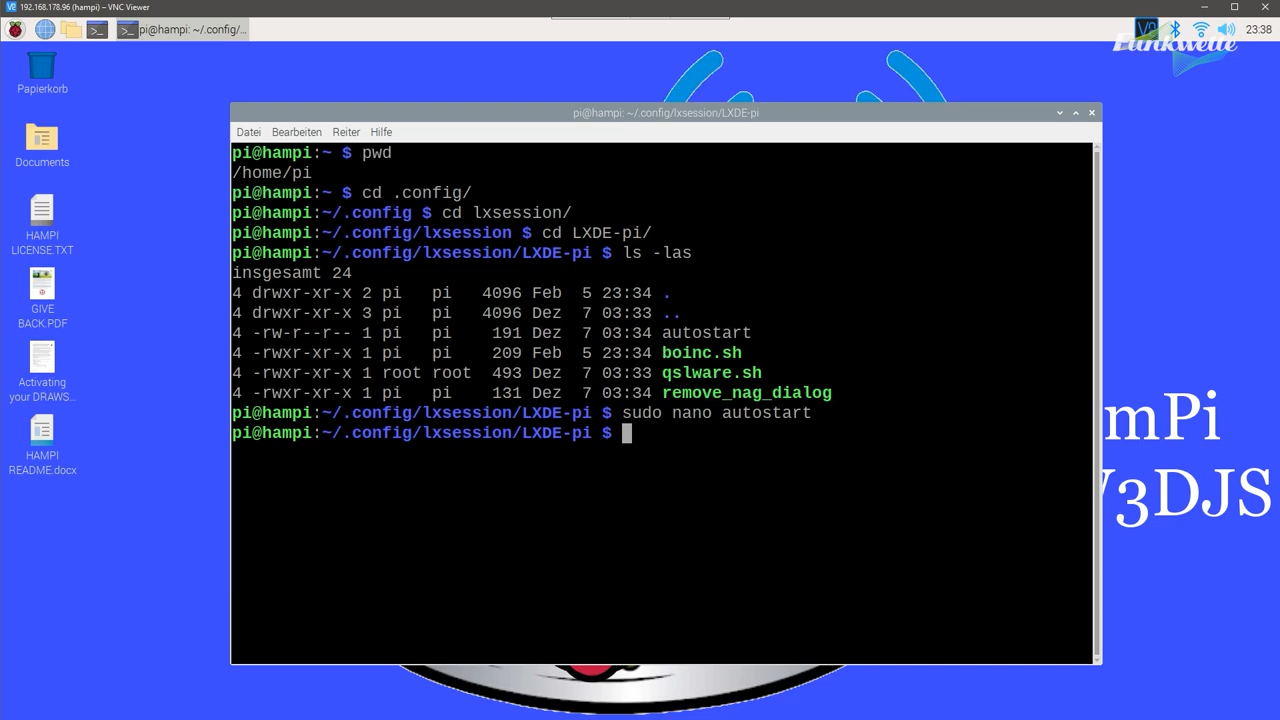 192.168.178.96 (hampi) – VNC Viewer
pi@hampi: ~/.config/...
23:38
Funkwelle
Papierkorb
Documents
HAMPI
LICENSE.TXT
GIVE
BACK.PDF
Activating
your DRAWS...
HAMPI
README.docx
pi@hampi: ~/.config/lxsession/LXDE-pi
Datei Bearbeiten Reiter Hilfe
pi@hampi:~ $ pwd
/home/pi
pi@hampi:~ $ cd .config/
pi@hampi:~/.config $ cd lxsession/
pi@hampi:~/.config/lxsession $ cd LXDE-pi/
pi@hampi:~/.config/lxsession/LXDE-pi $ ls -las
insgesamt 24
4 drwxr-xr-x 2 pi   pi   4096 Feb  5 23:34 .
4 drwxr-xr-x 3 pi   pi   4096 Dez  7 03:33 ..
4 -rw-r--r-- 1 pi   pi    191 Dez  7 03:34 autostart
4 -rwxr-xr-x 1 pi   pi    209 Feb  5 23:34 boinc.sh
4 -rwxr-xr-x 1 root root  493 Dez  7 03:33 qslware.sh
4 -rwxr-xr-x 1 pi   pi    131 Dez  7 03:34 remove_nag_dialog
pi@hampi:~/.config/lxsession/LXDE-pi $ sudo nano autostart
pi@hampi:~/.config/lxsession/LXDE-pi $
mPi
3DJS